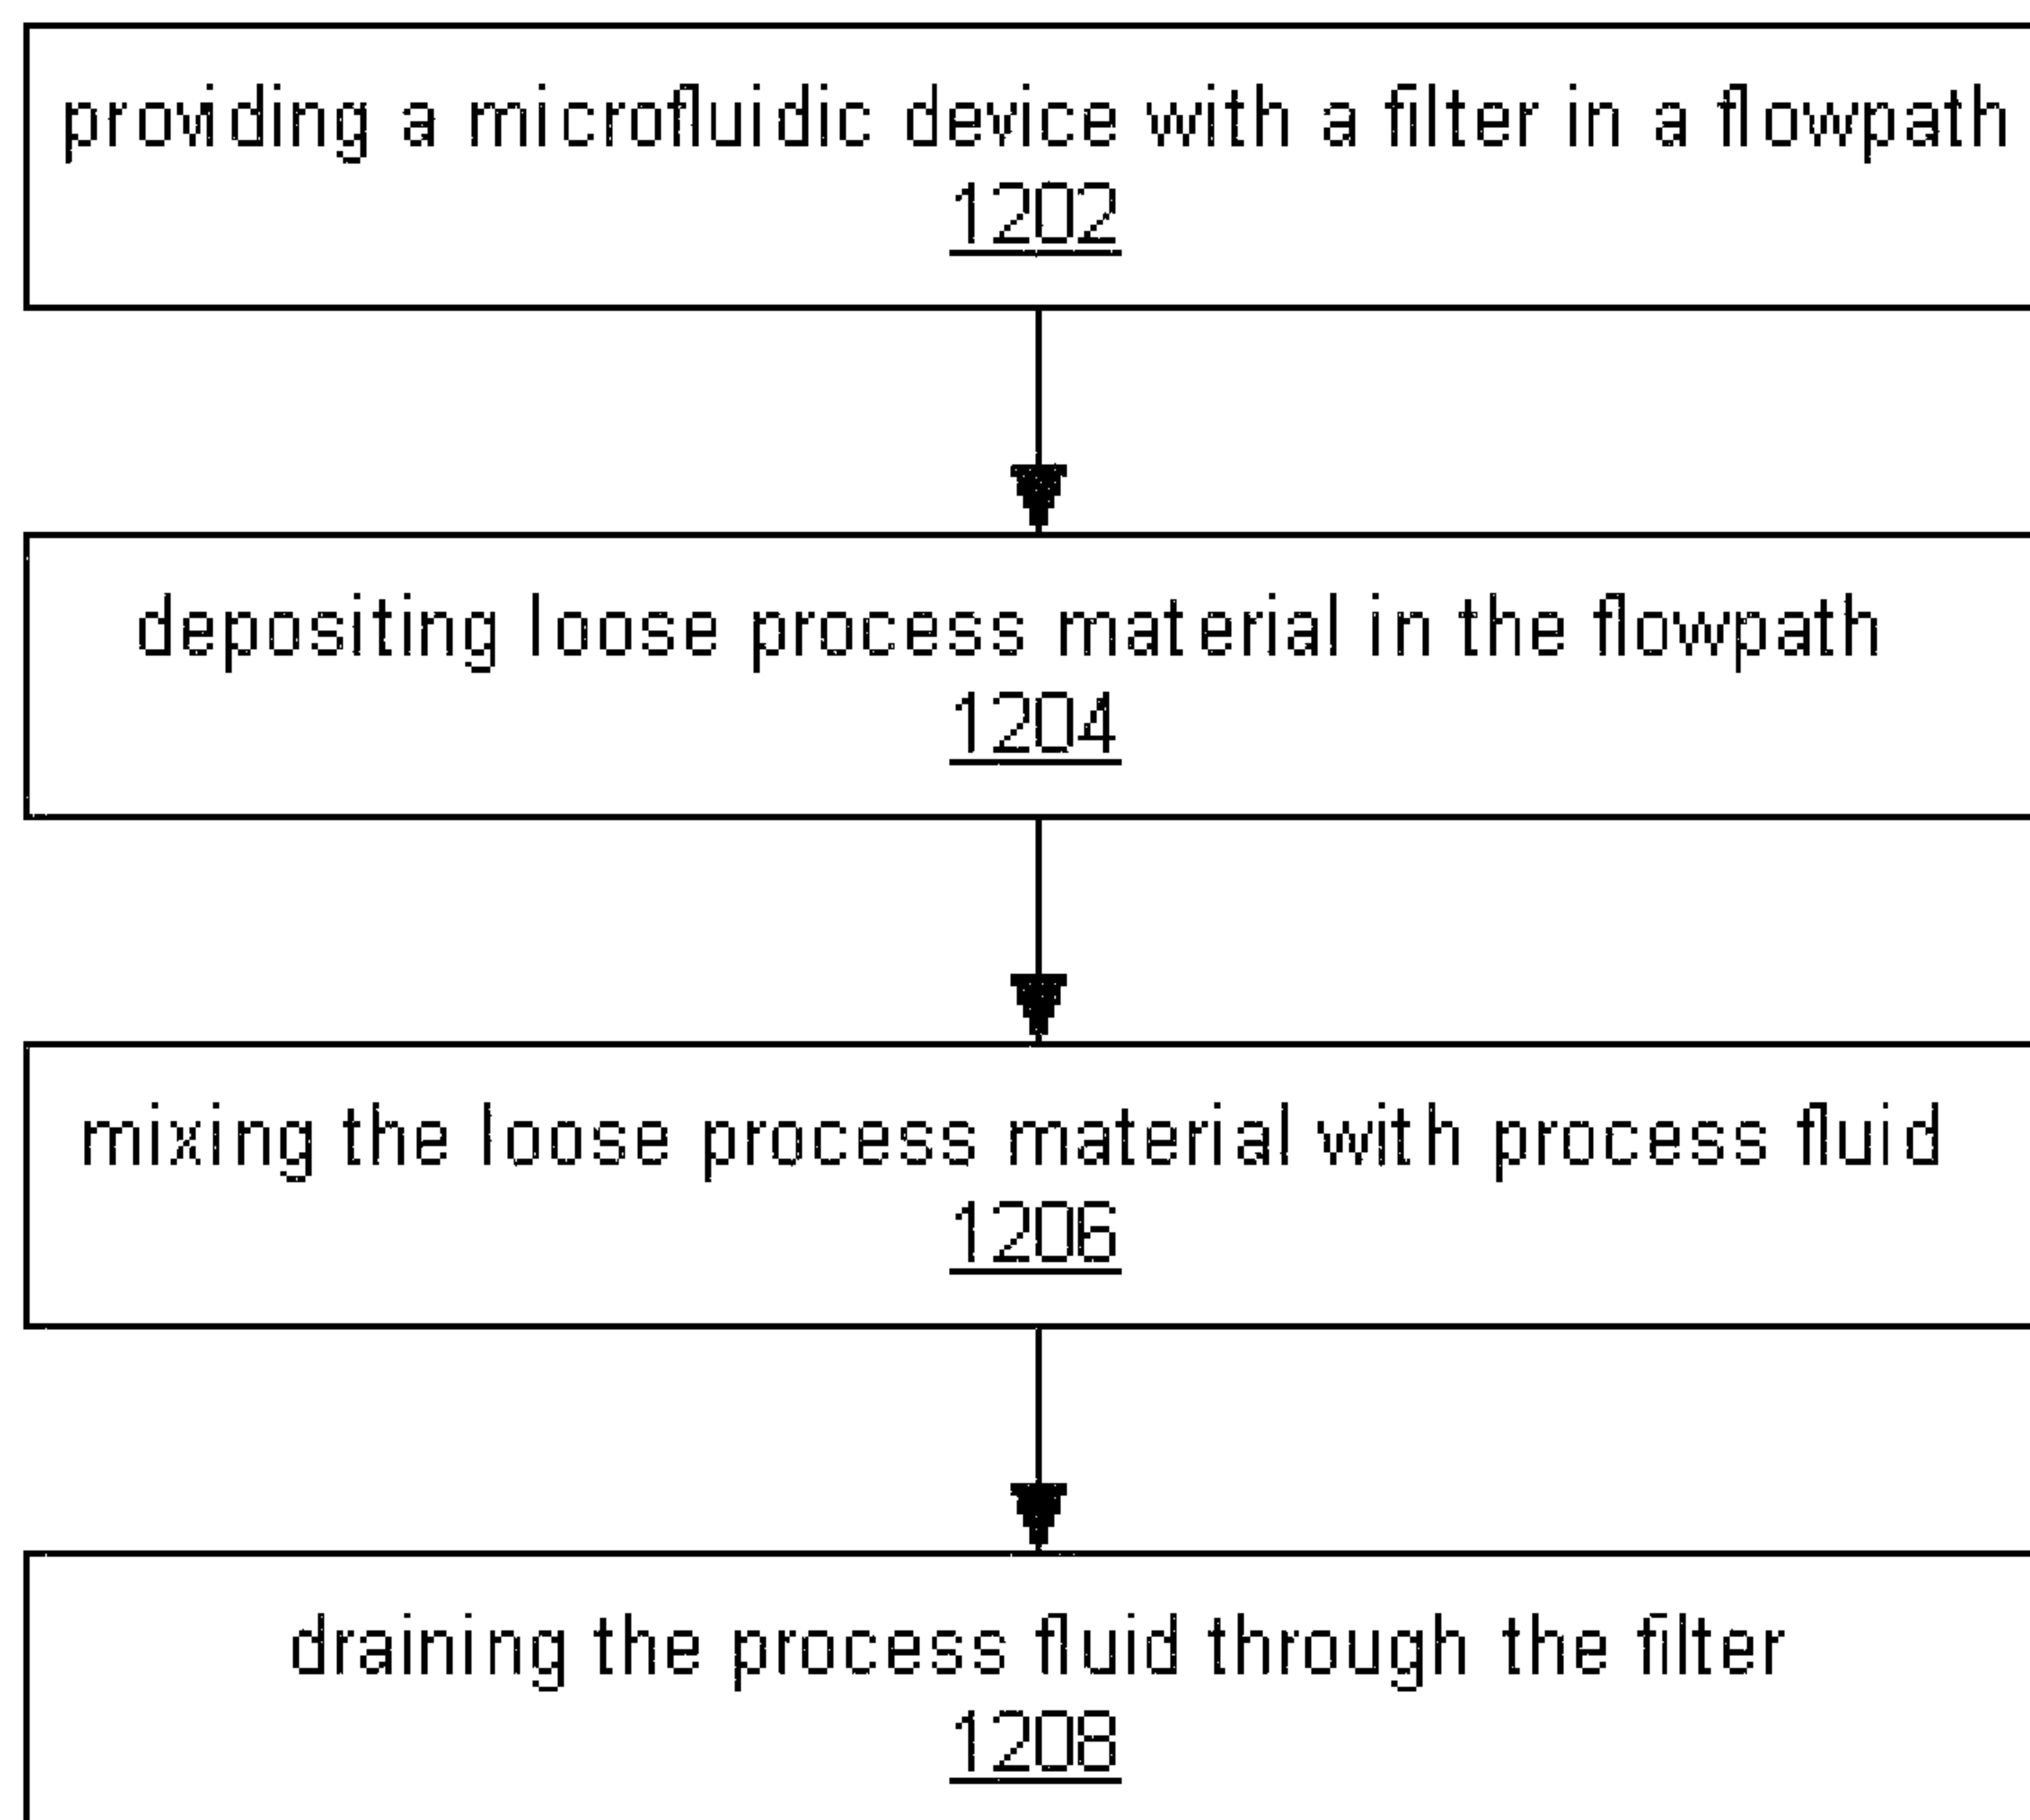 providing a microfluidic device with a filter in a flowpath
1202
depositing loose process material in the flowpath
1204
mixing the loose process material with process fluid
1206
draining the process fluid through the filter
1208